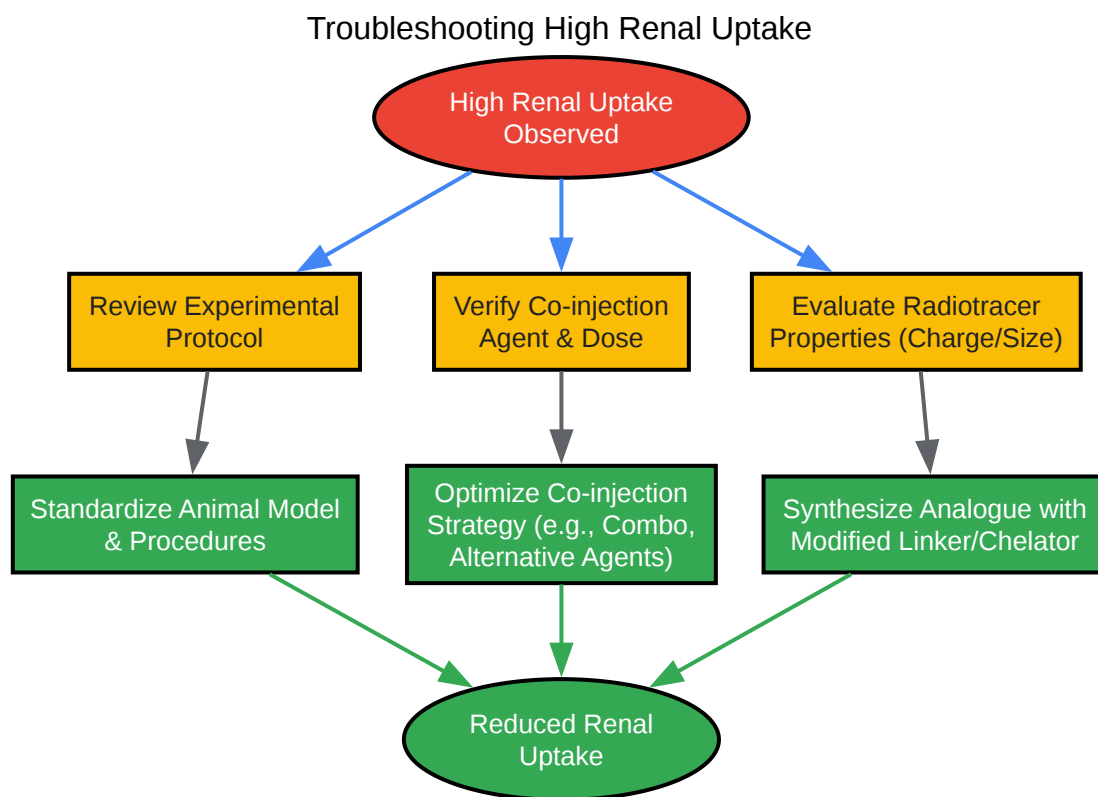 Troubleshooting High Renal Uptake
High Renal Uptake
Observed
Review Experimental
Protocol
Verify Co-injection
Agent & Dose
Evaluate Radiotracer
Properties (Charge/Size)
Standardize Animal Model
& Procedures
Optimize Co-injection
Strategy (e.g., Combo,
Alternative Agents)
Synthesize Analogue with
Modified Linker/Chelator
Reduced Renal
Uptake